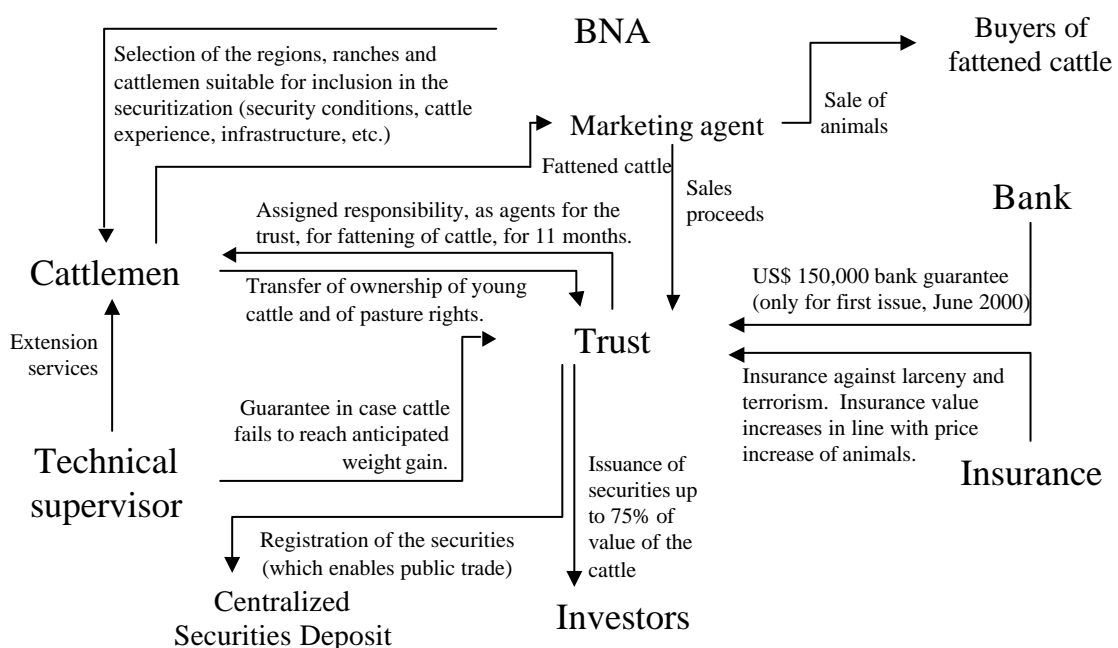 BNA
Buyers of
fattened cattle
Selection of the regions, ranches and
cattlemen suitable for inclusion in the
securitization (security conditions, cattle
experience, infrastructure, etc.)
Sale of
animals
Marketing agent
Fattened cattle
Sales
proceeds
Bank
Assigned responsibility, as agents for the
trust, for fattening of cattle, for 11 months.
Cattlemen
Transfer of ownership of young
cattle and of pasture rights.
US$ 150,000 bank guarantee
(only for first issue, June 2000)
Trust
Extension
services
Insurance against larceny and
terrorism. Insurance value
increases in line with price
increase of animals.
Guarantee in case cattle
fails to reach anticipated
weight gain.
Technical
supervisor
Issuance of
securities up
to 75% of
value of the
cattle
Insurance
Registration of the securities
(which enables public trade)
Centralized
Securities Deposit
Investors